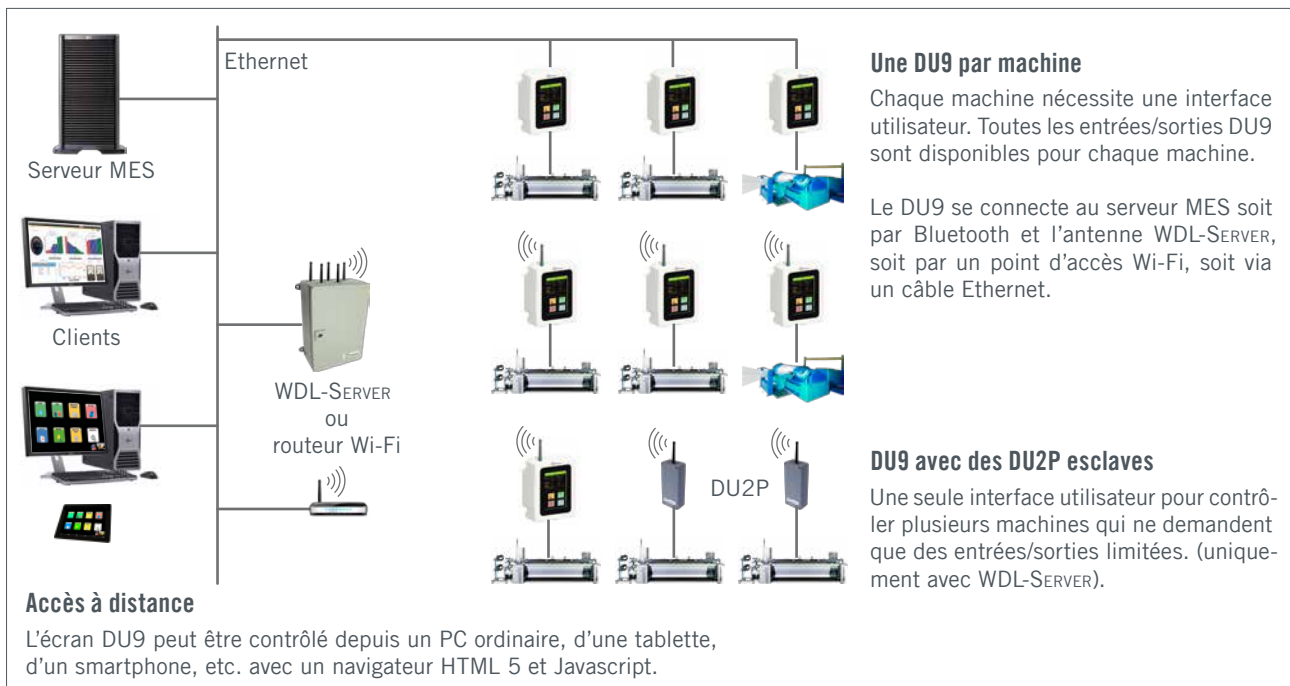 Ethernet
Serveur MES
Clients
WDL-SERVER
ou
routeur Wi-Fi
DU2P
Une DU9 par machine
Chaque machine nécessite une interface
utilisateur. Toutes les entrées/sorties DU9
sont disponibles pour chaque machine.
Le DU9 se connecte au serveur MES soit
par Bluetooth et l'antenne WDL-SERVER,
soit par un point d'accès Wi-Fi, soit via
un câble Ethernet.
DU9 avec des DU2P esclaves
Une seule interface utilisateur pour contrô-
ler plusieurs machines qui ne demandent
que des entrées/sorties limitées. (unique-
ment avec WDL-SERVER).
Accès à distance
L'écran DU9 peut être contrôlé depuis un PC ordinaire, d'une tablette,
d'un smartphone, etc. avec un navigateur HTML 5 et Javascript.